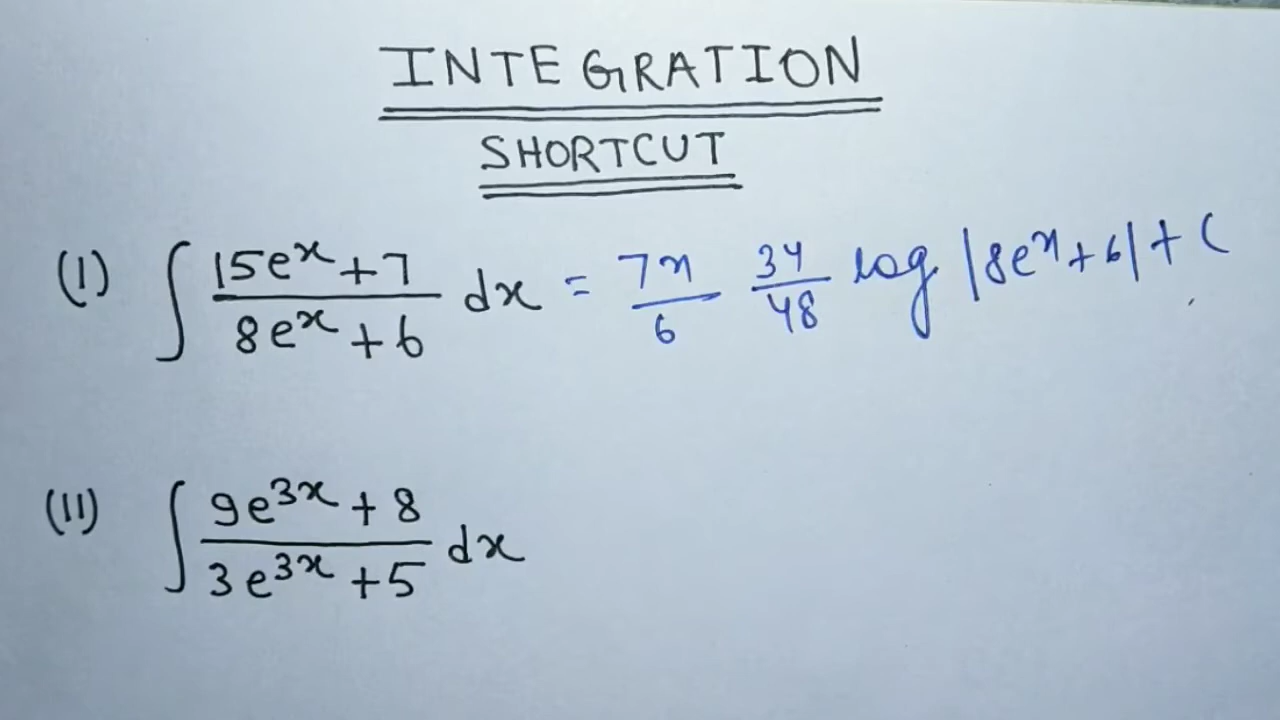 INTEGRATION
SHORTCUT
(I) ∫ (15e^x + 7)/(8e^x + 6) dx = 7x/6 34/48 log |8e^x + 6| + C
(II) ∫ (9e^{3x} + 8)/(3e^{3x} + 5) dx